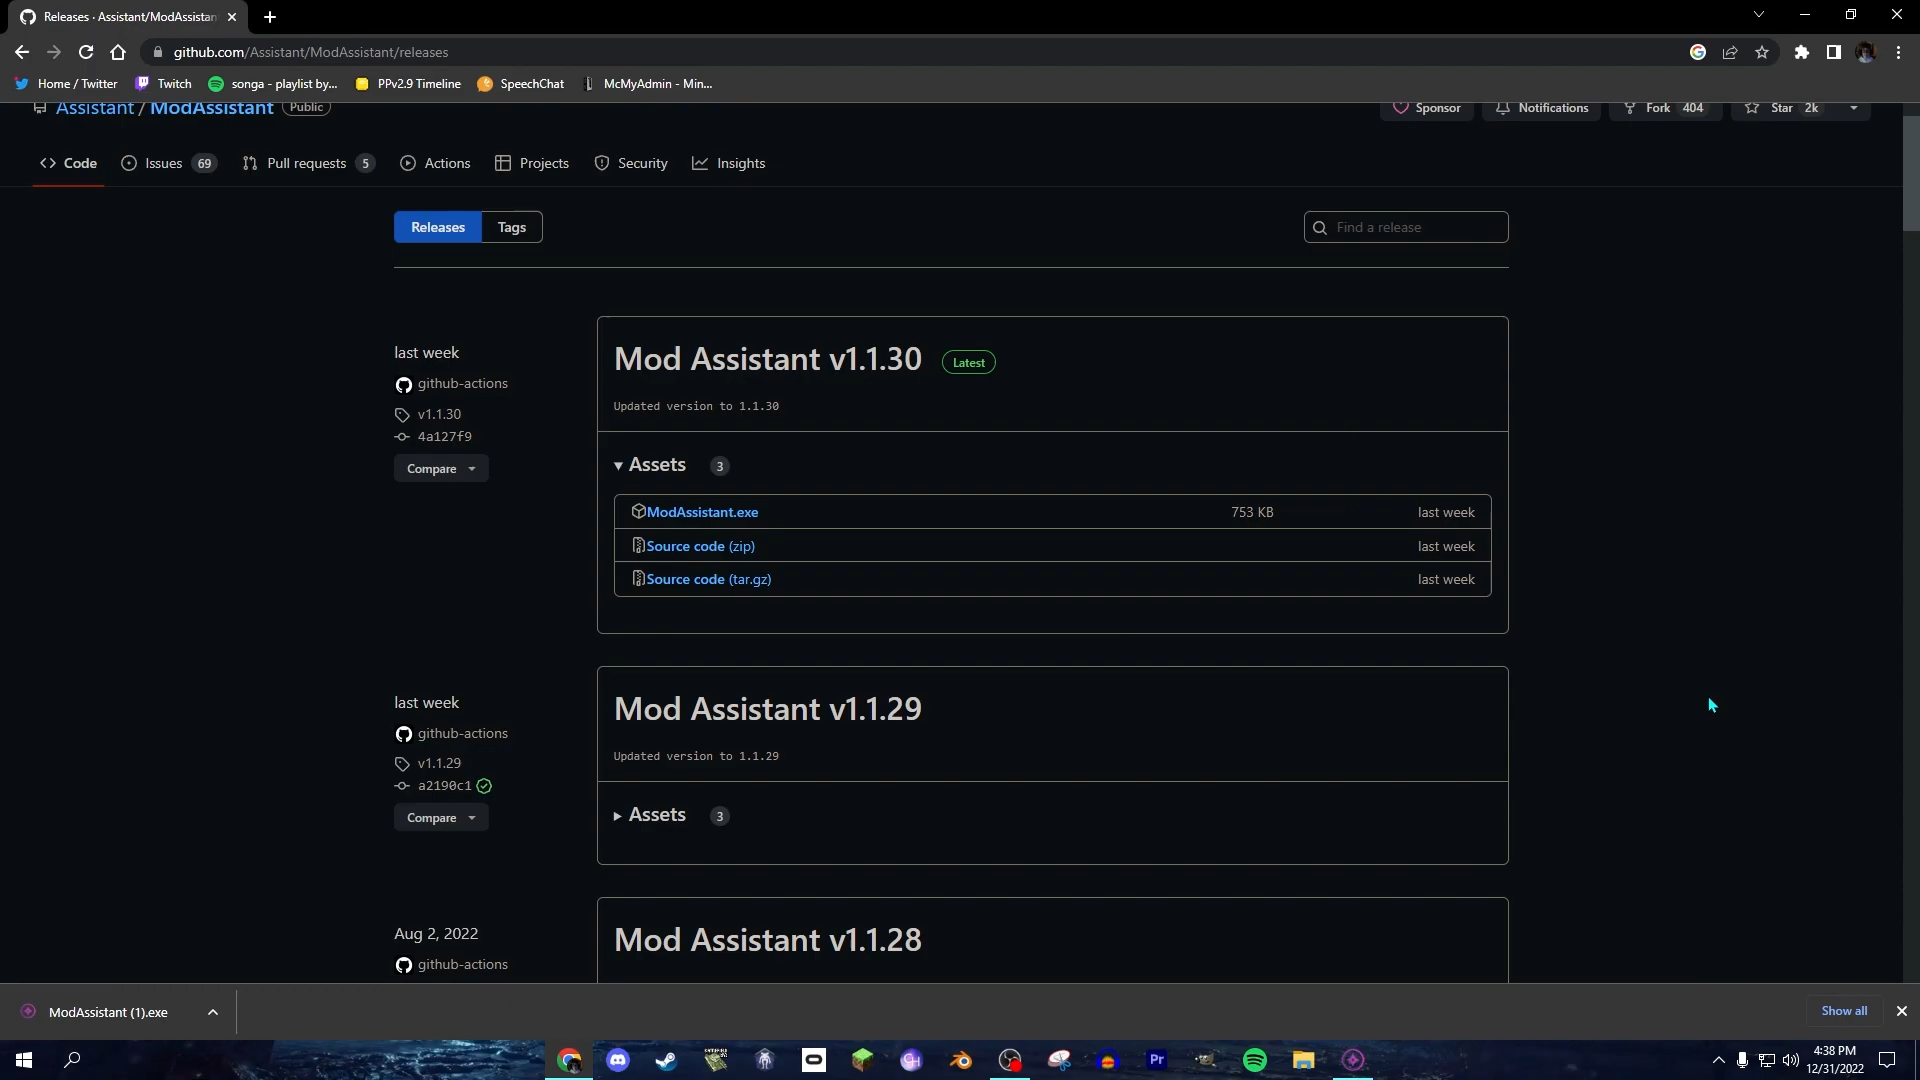 Releases · Assistant/ModAssistan
github.com/Assistant/ModAssistant/releases
Home / Twitter
Twitch
songa - playlist by...
PPv2.9 Timeline
SpeechChat
McMyAdmin - Min...
Assistant / ModAssistant Public
Sponsor
Notifications
Fork 404
Star 2k
Code
Issues 69
Pull requests 5
Actions
Projects
Security
Insights
Releases
Tags
Find a release
last week
github-actions
v1.1.30
4a127f9
Compare
Mod Assistant v1.1.30 Latest
Updated version to 1.1.30
Assets 3
ModAssistant.exe 753 KB last week
Source code (zip) last week
Source code (tar.gz) last week
last week
github-actions
v1.1.29
a2190c1
Compare
Mod Assistant v1.1.29
Updated version to 1.1.29
Assets 3
Aug 2, 2022
github-actions
Mod Assistant v1.1.28
ModAssistant (1).exe
Show all
Pr
4:38 PM
12/31/2022